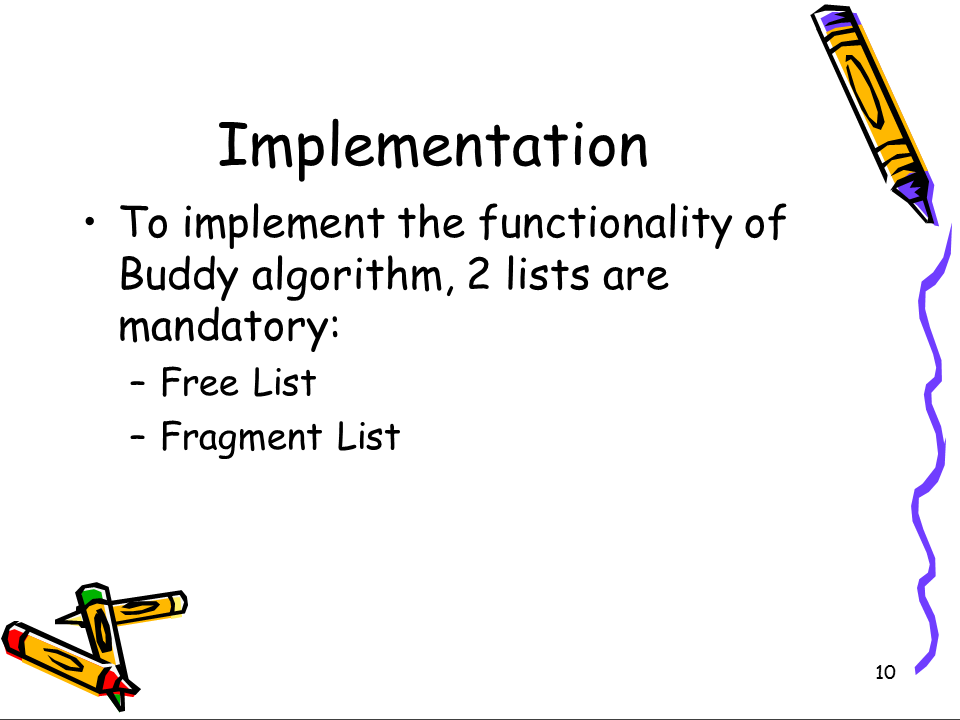 Implementation
• To implement the functionality of
Buddy algorithm, 2 lists are
mandatory:
– Free List
– Fragment List
10